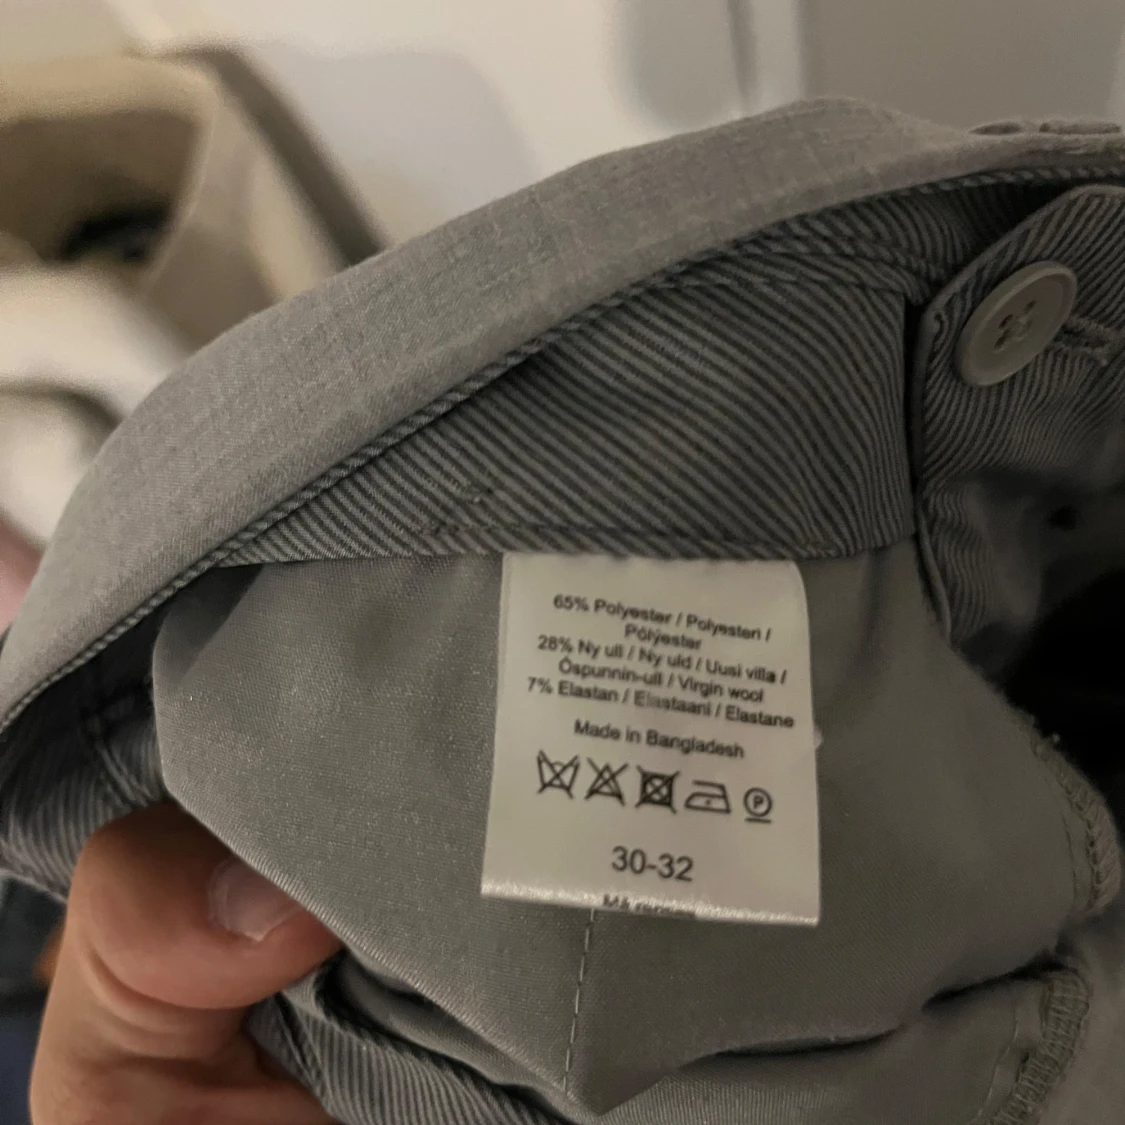 65% Polyester / Polyesteri /
Pólýester
28% Ny ull / Ny uld / Uusi villa /
Óspunnin-ull / Virgin wool
7% Elastan / Elastaani / Elastane
Made in Bangladesh
P
30-32